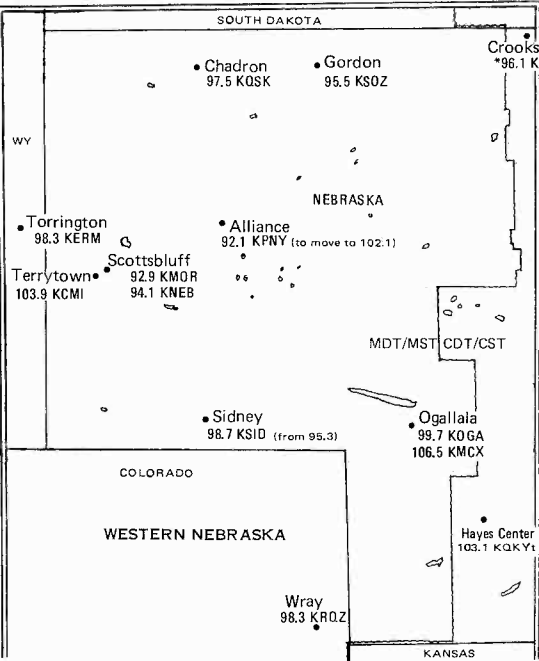 SOUTH DAKOTA
Crooks
*96.1 K
Chadron
97.5 KQSK
Gordon
95.5 KSOZ
WY
NEBRASKA
Torrington
98.3 KERM
Alliance
92.1 KPNY (to move to 102.1)
Scottsbluff
92.9 KMOR
94.1 KNEB
Terrytown
103.9 KCMI
MDT/MST CDT/CST
Sidney
98.7 KSID (from 95.3)
Ogallala
99.7 KOGA
106.5 KMCX
COLORADO
WESTERN NEBRASKA
Hayes Center
103.1 KQKYt
Wray
98.3 KRQZ
KANSAS